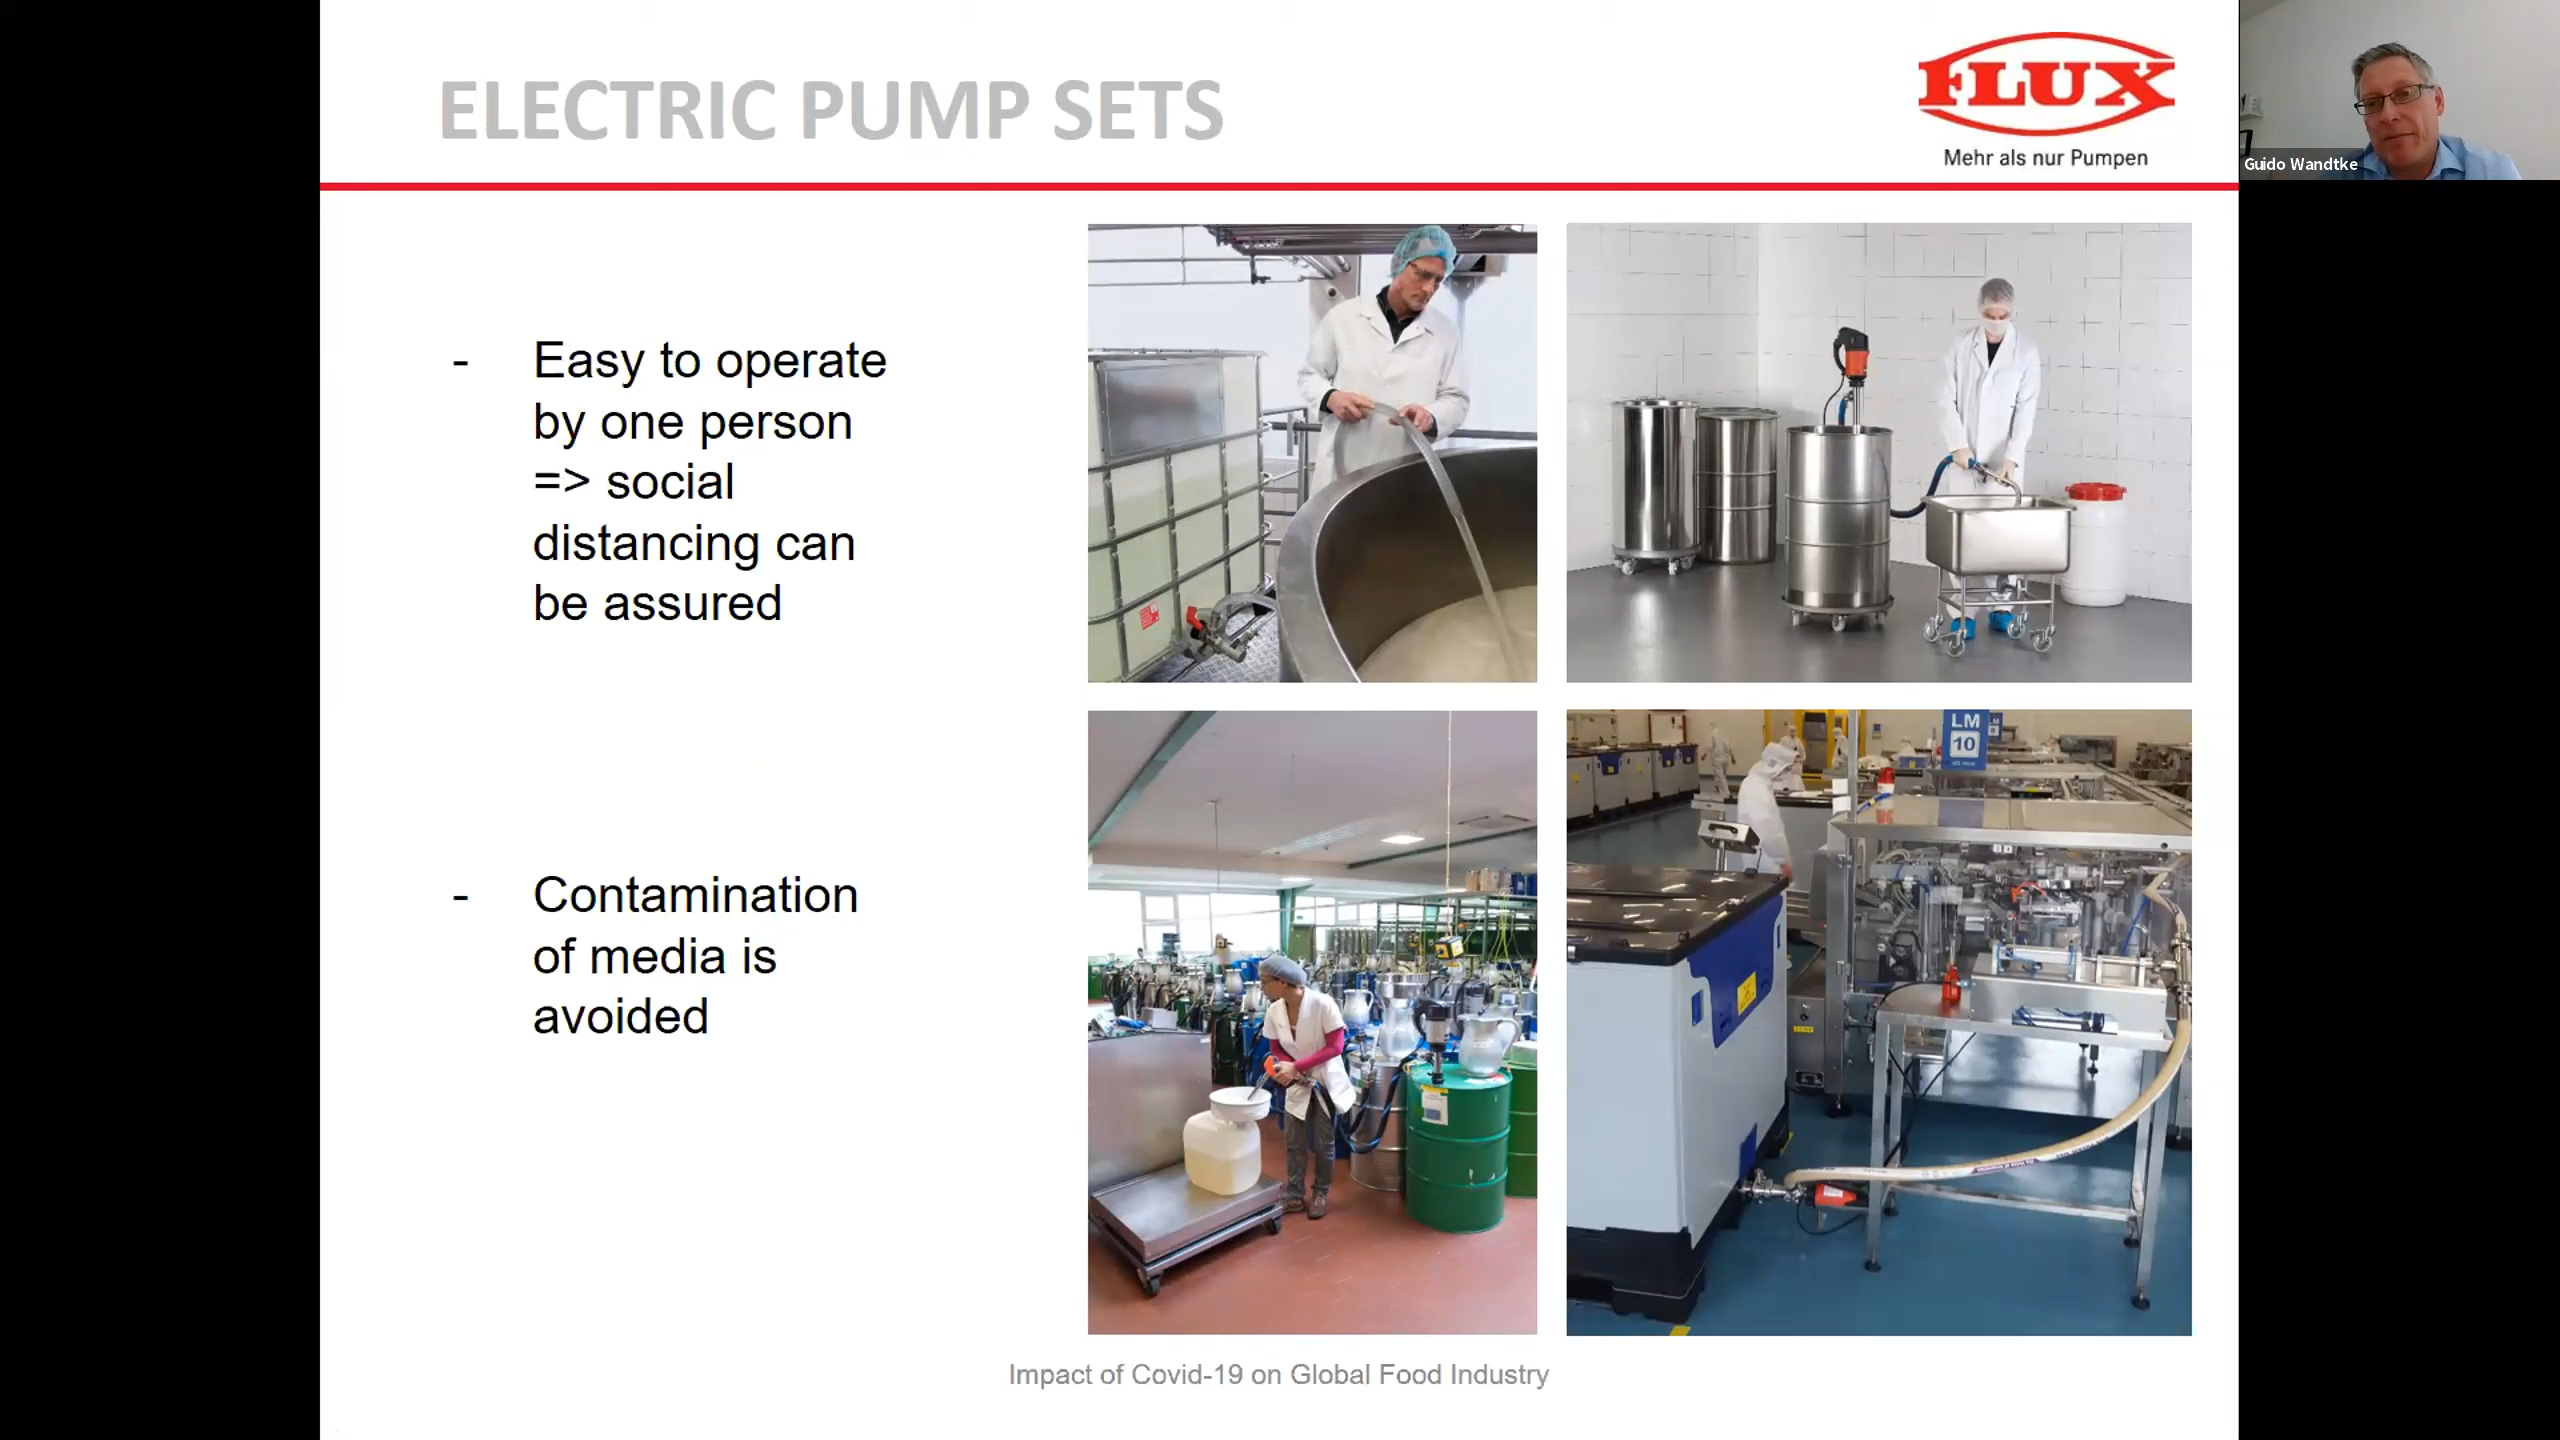 ELECTRIC PUMP SETS
FLUX
Mehr als nur Pumpen
Guido Wandtke
- Easy to operate
by one person
=> social
distancing can
be assured
- Contamination
of media is
avoided
LM
10
Impact of Covid-19 on Global Food Industry